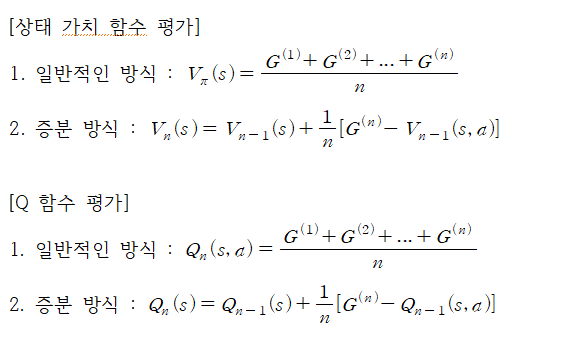 [상태 가치 함수 평가]
1. 일반적인 방식 : V_π(s) = (G^(1) + G^(2) + ... + G^(n)) / n
2. 증분 방식 : V_n(s) = V_{n-1}(s) + 1/n [G^(n) - V_{n-1}(s, a)]
[Q 함수 평가]
1. 일반적인 방식 : Q_n(s, a) = (G^(1) + G^(2) + ... + G^(n)) / n
2. 증분 방식 : Q_n(s) = Q_{n-1}(s) + 1/n [G^(n) - Q_{n-1}(s, a)]